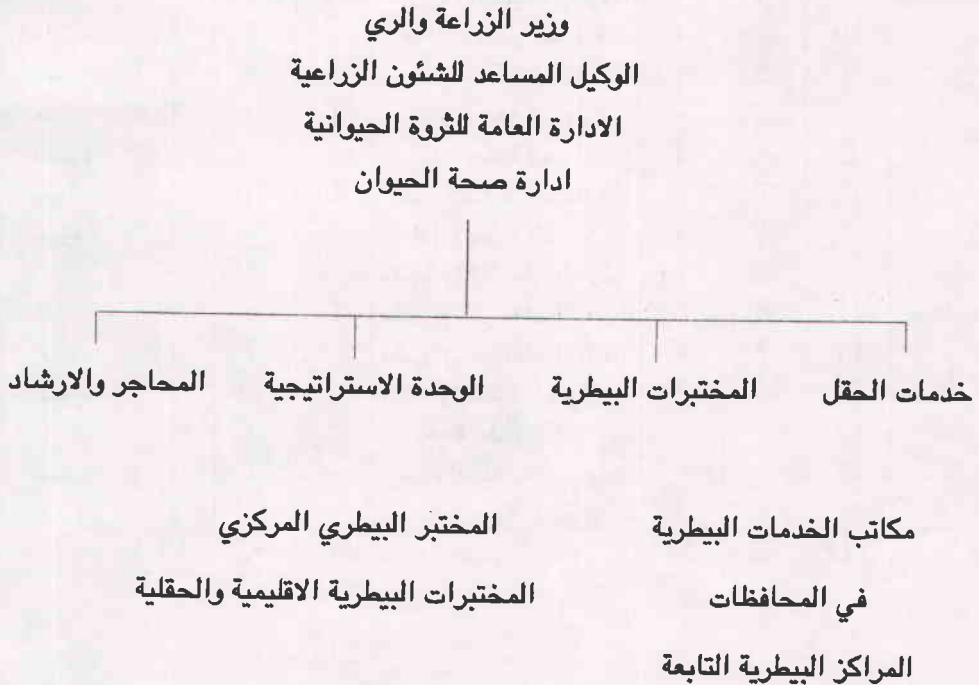 وزير الزراعة والري
الوكيل المساعد للشئون الزراعية
الادارة العامة للثروة الحيوانية
ادارة صحة الحيوان
خدمات الحقل
المختبرات البيطرية
الوحدة الاستراتيجية
المحاجر والارشاد
مكاتب الخدمات البيطرية
في المحافظات
المراكز البيطرية التابعة
المختبر البيطري المركزي
المختبرات البيطرية الاقليمية والحقلية